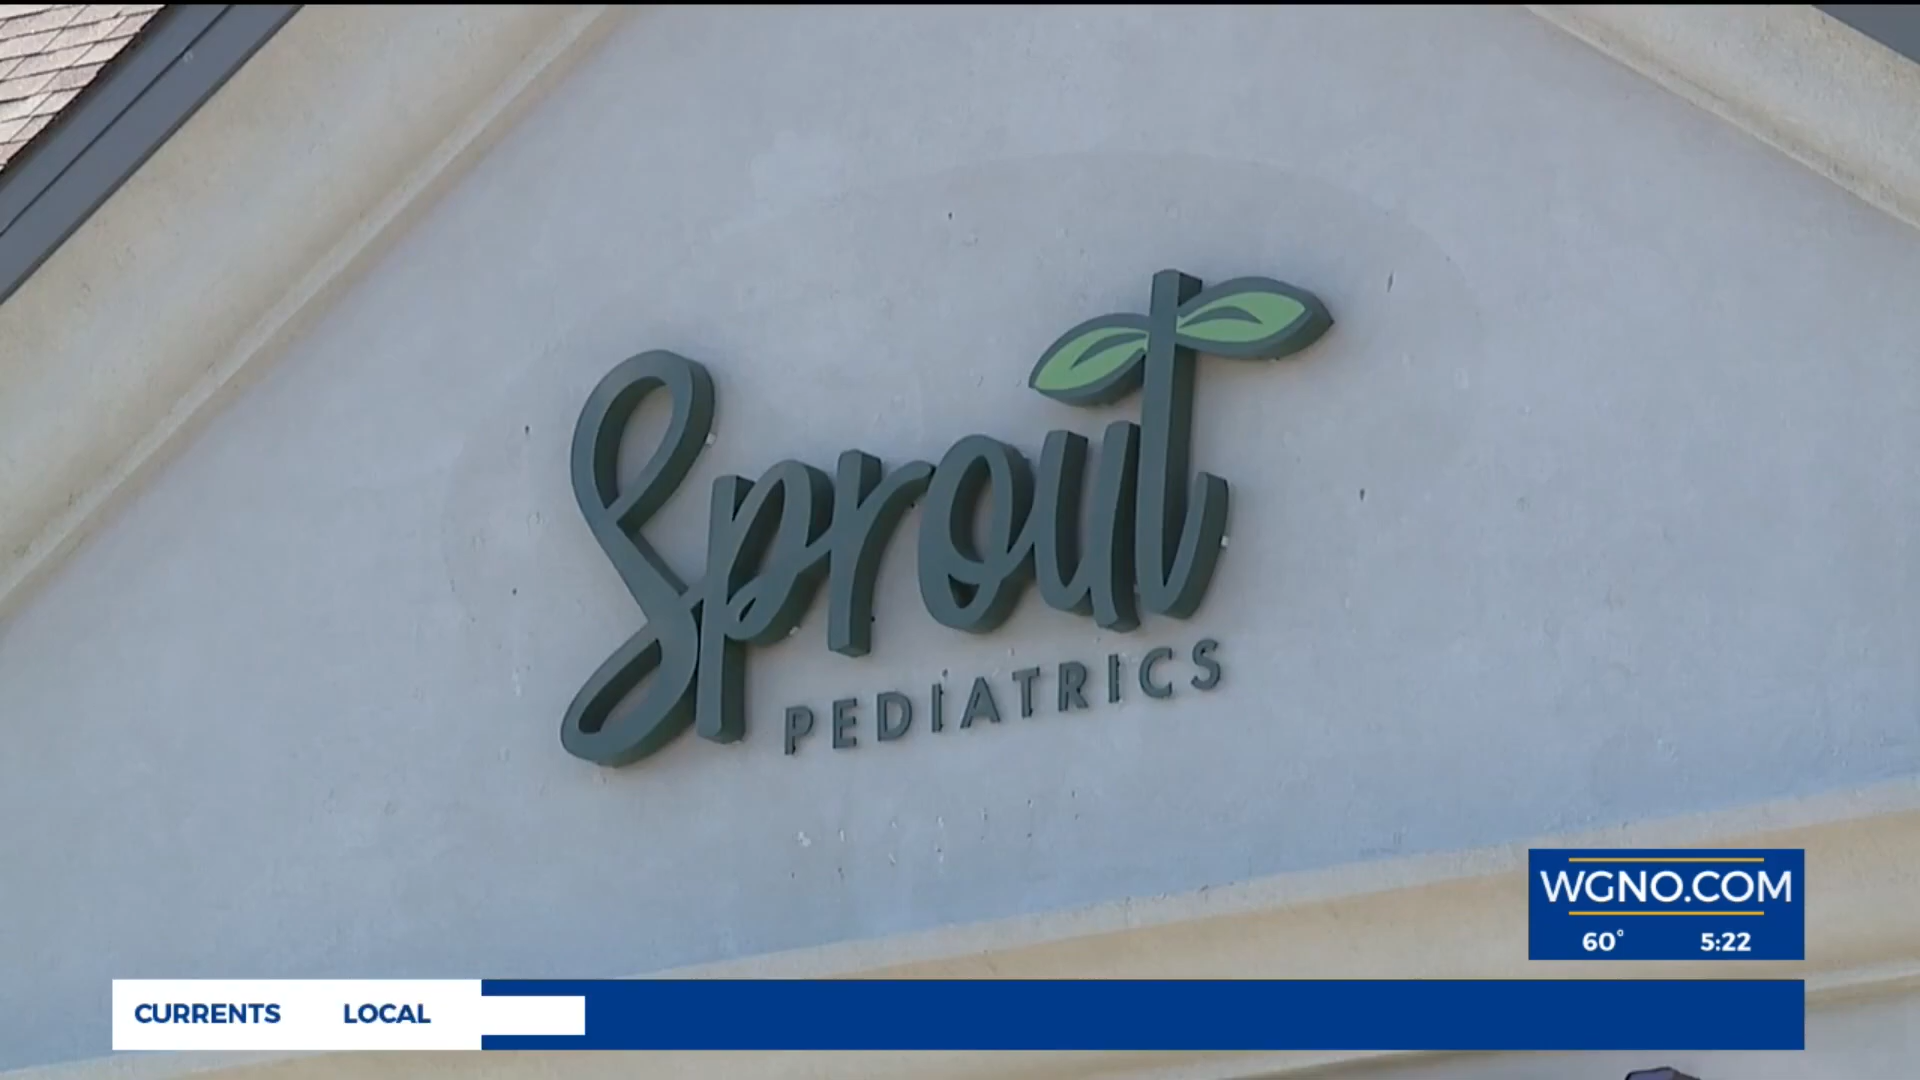 Sprout
PEDIATRICS
WGNO.COM
60° 5:22
CURRENTS LOCAL